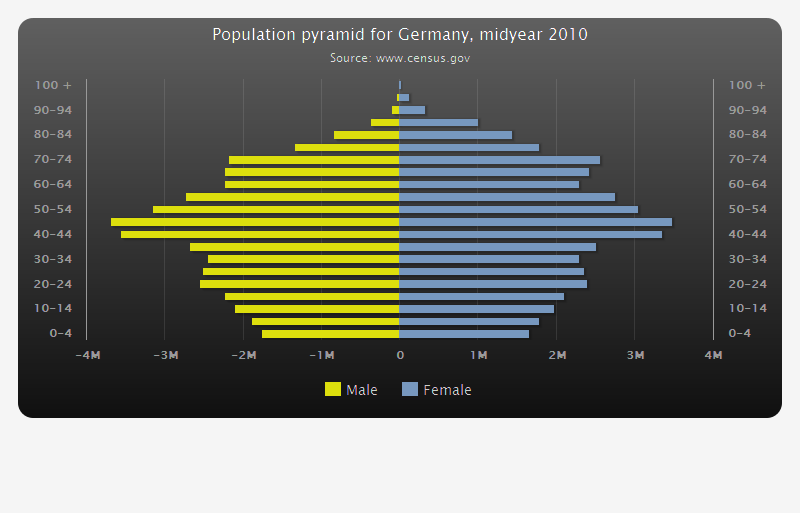 Population pyramid for Germany, midyear 2010
Source: www.census.gov
100 + 100 +
90-94 90-94
80-84 80-84
70-74 70-74
60-64 60-64
50-54 50-54
40-44 40-44
30-34 30-34
20-24 20-24
10-14 10-14
0-4 0-4
-4M -3M -2M -1M 0 1M 2M 3M 4M
Male Female